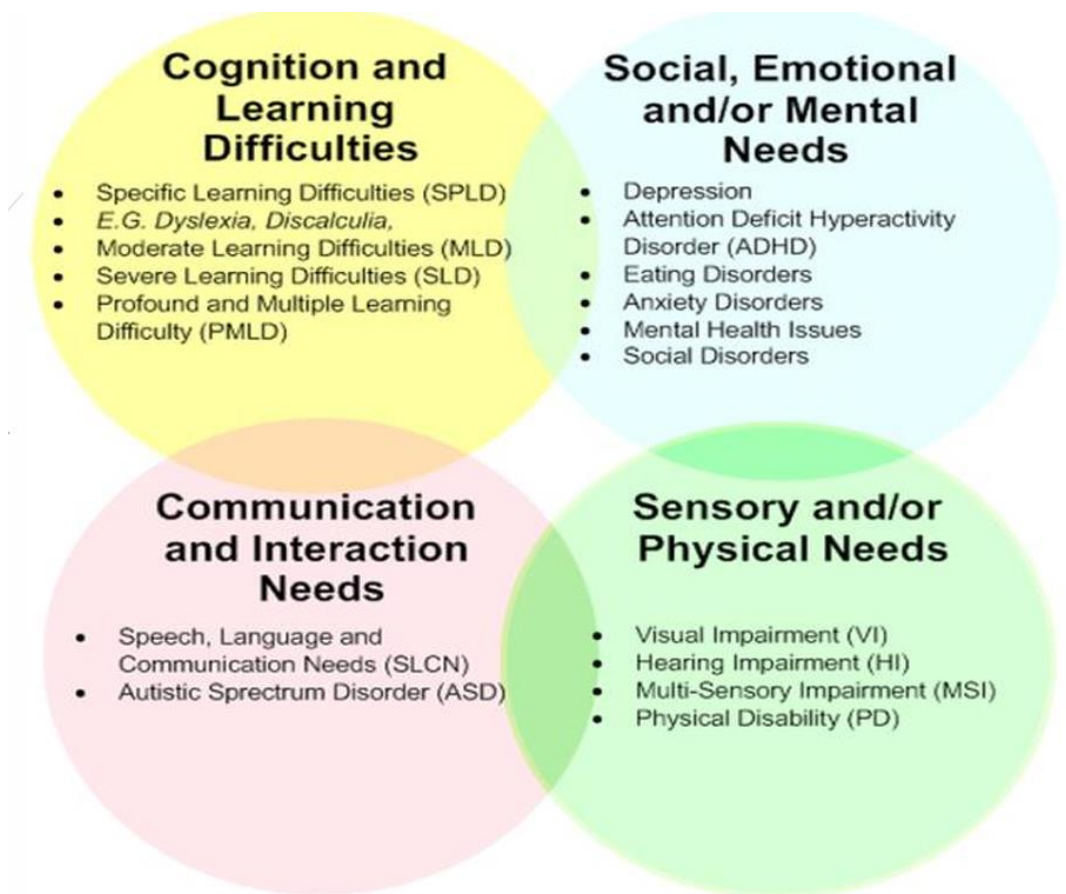 Cognition and
Learning
Difficulties
• Specific Learning Difficulties (SPLD)
• E.G. Dyslexia, Discalculia,
• Moderate Learning Difficulties (MLD)
• Severe Learning Difficulties (SLD)
• Profound and Multiple Learning
Difficulty (PMLD)
Social, Emotional
and/or Mental
Needs
• Depression
• Attention Deficit Hyperactivity
Disorder (ADHD)
• Eating Disorders
• Anxiety Disorders
• Mental Health Issues
• Social Disorders
Communication
and Interaction
Needs
• Speech, Language and
Communication Needs (SLCN)
• Autistic Sprectrum Disorder (ASD)
Sensory and/or
Physical Needs
• Visual Impairment (VI)
• Hearing Impairment (HI)
• Multi-Sensory Impairment (MSI)
• Physical Disability (PD)